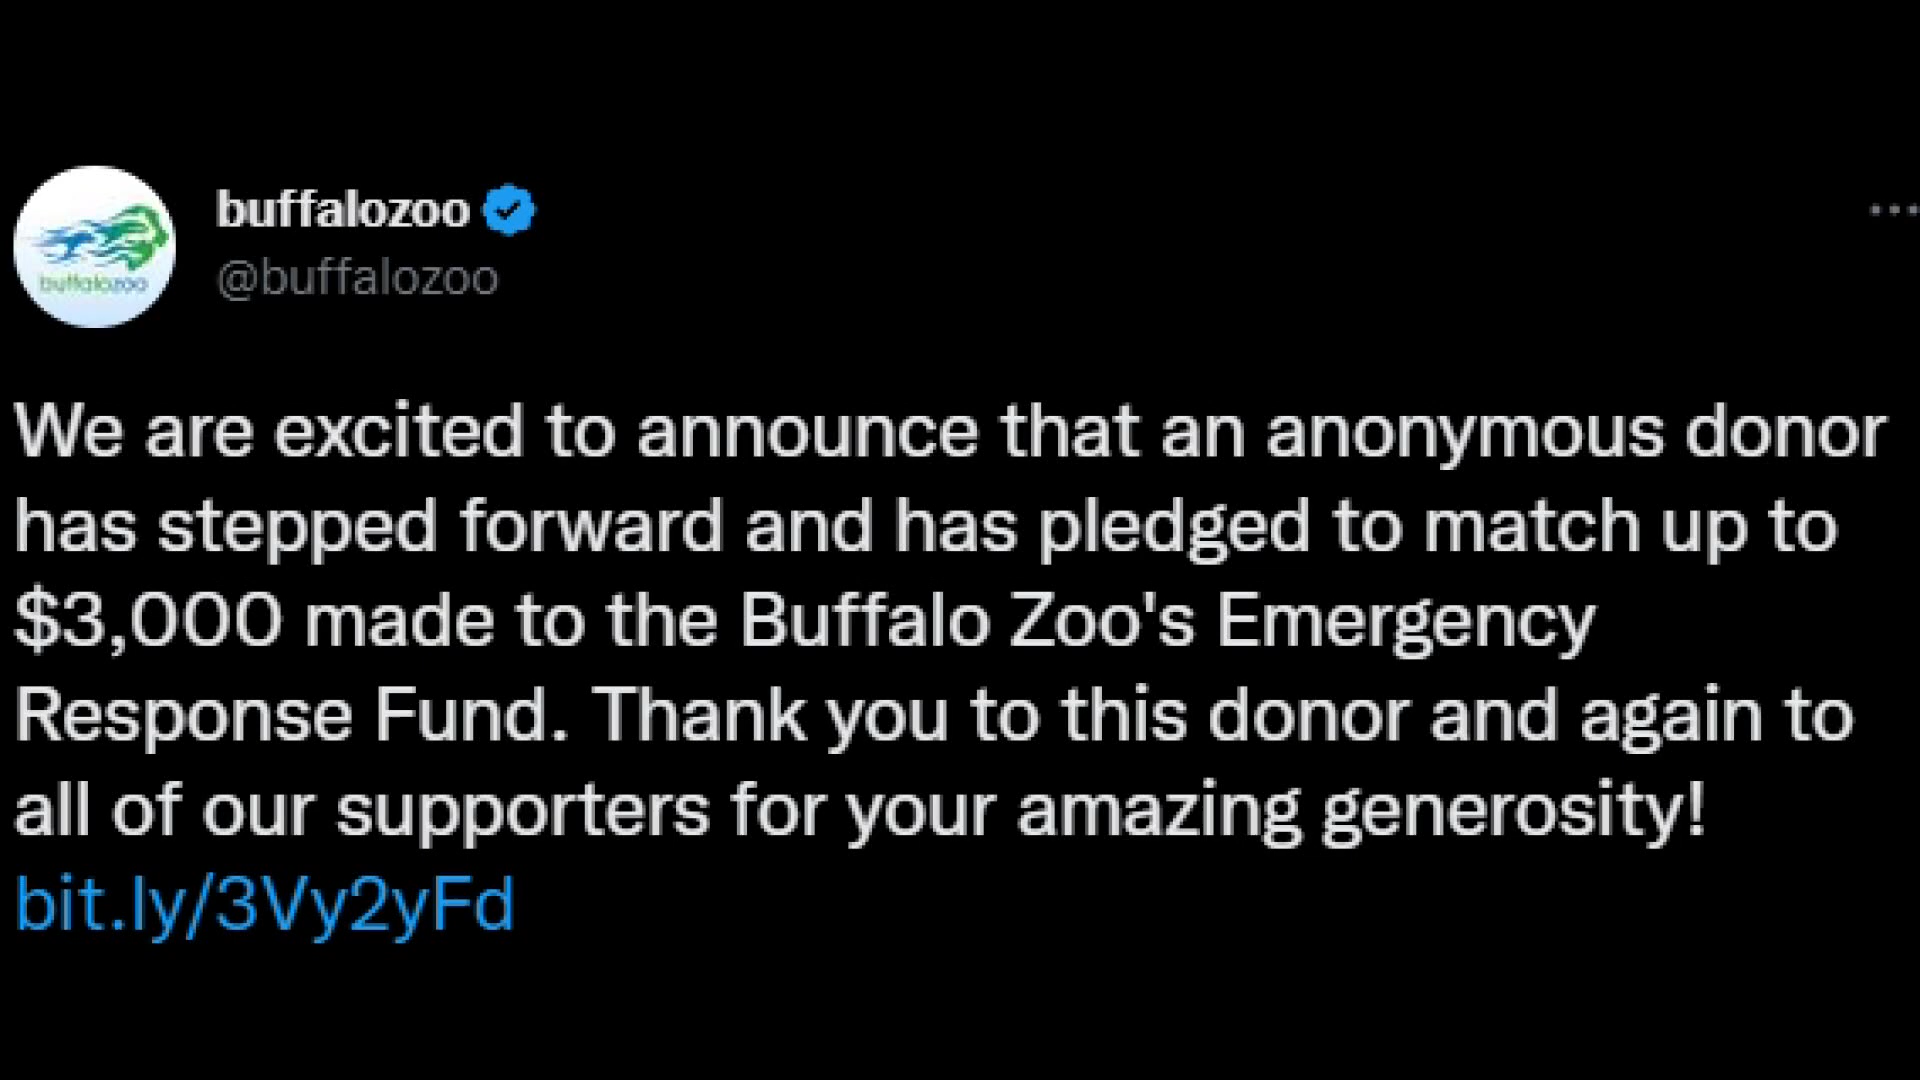 buffalozoo
@buffalozoo
buffalozoo
We are excited to announce that an anonymous donor
has stepped forward and has pledged to match up to
$3,000 made to the Buffalo Zoo's Emergency
Response Fund. Thank you to this donor and again to
all of our supporters for your amazing generosity!
bit.ly/3Vy2yFd